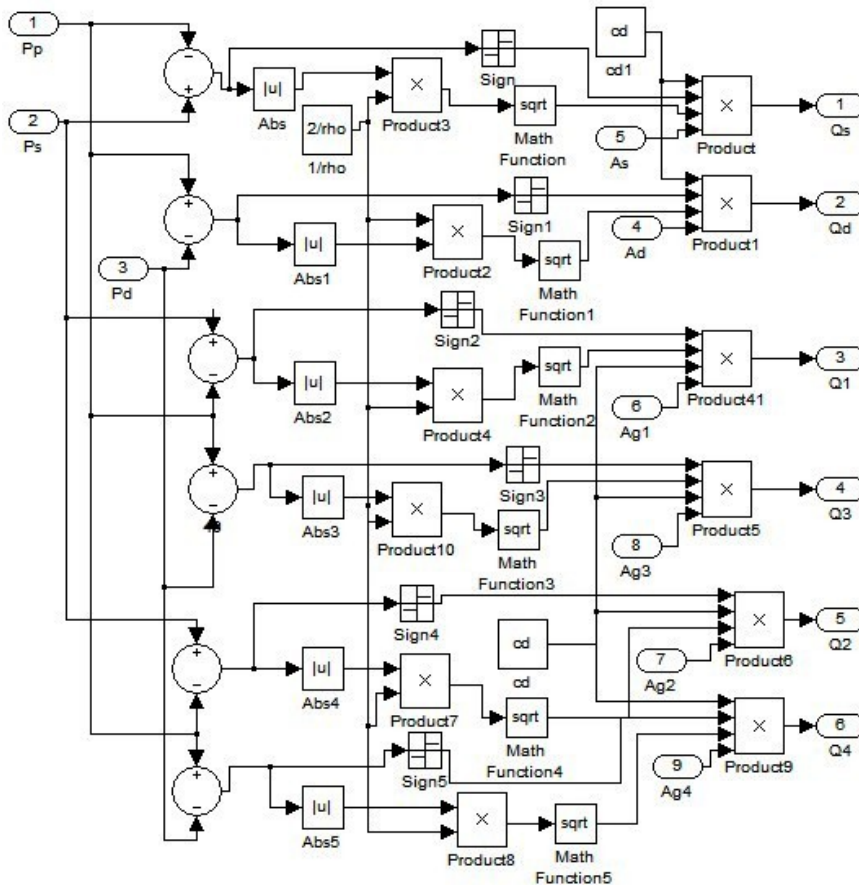 1
Pp
2
Ps
|u|
Abs
2/rho
1/rho
Product3
Sign
sqrt
Math
Function
cd
cd1
5
As
Product
1
Qs
3
Pd
|u|
Abs1
Product2
Sign1
sqrt
Math
Function1
4
Ad
Product1
2
Qd
|u|
Abs2
Sign2
Product4
sqrt
Math
Function2
6
Ag1
Product41
3
Q1
|u|
Abs3
Product10
Sign3
sqrt
Math
Function3
8
Ag3
Product5
4
Q3
|u|
Abs4
Sign4
Product7
cd
cd
sqrt
Math
Function4
7
Ag2
Product6
5
Q2
|u|
Abs5
Sign5
Product8
sqrt
Math
Function5
9
Ag4
Product9
6
Q4